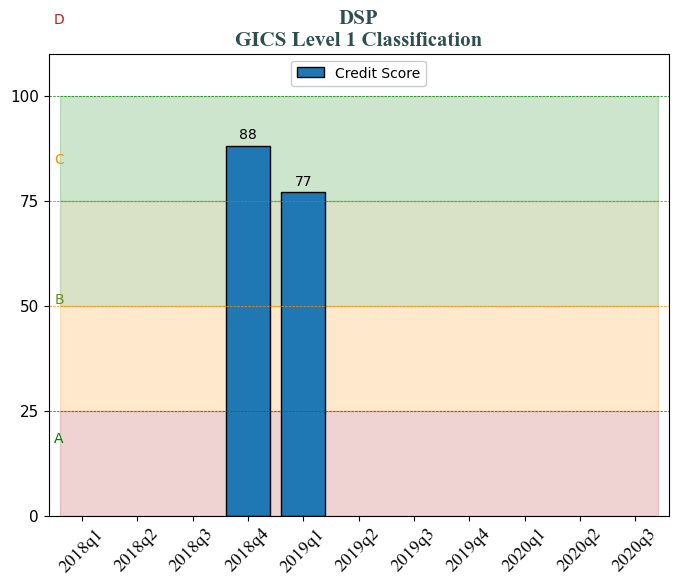 DSP
GICS Level 1 Classification
D
Credit Score
100
88
C
77
75
B
50
25
A
0
2018q1
2018q2
2018q3
2018q4
2019q1
2019q2
2019q3
2019q4
2020q1
2020q2
2020q3